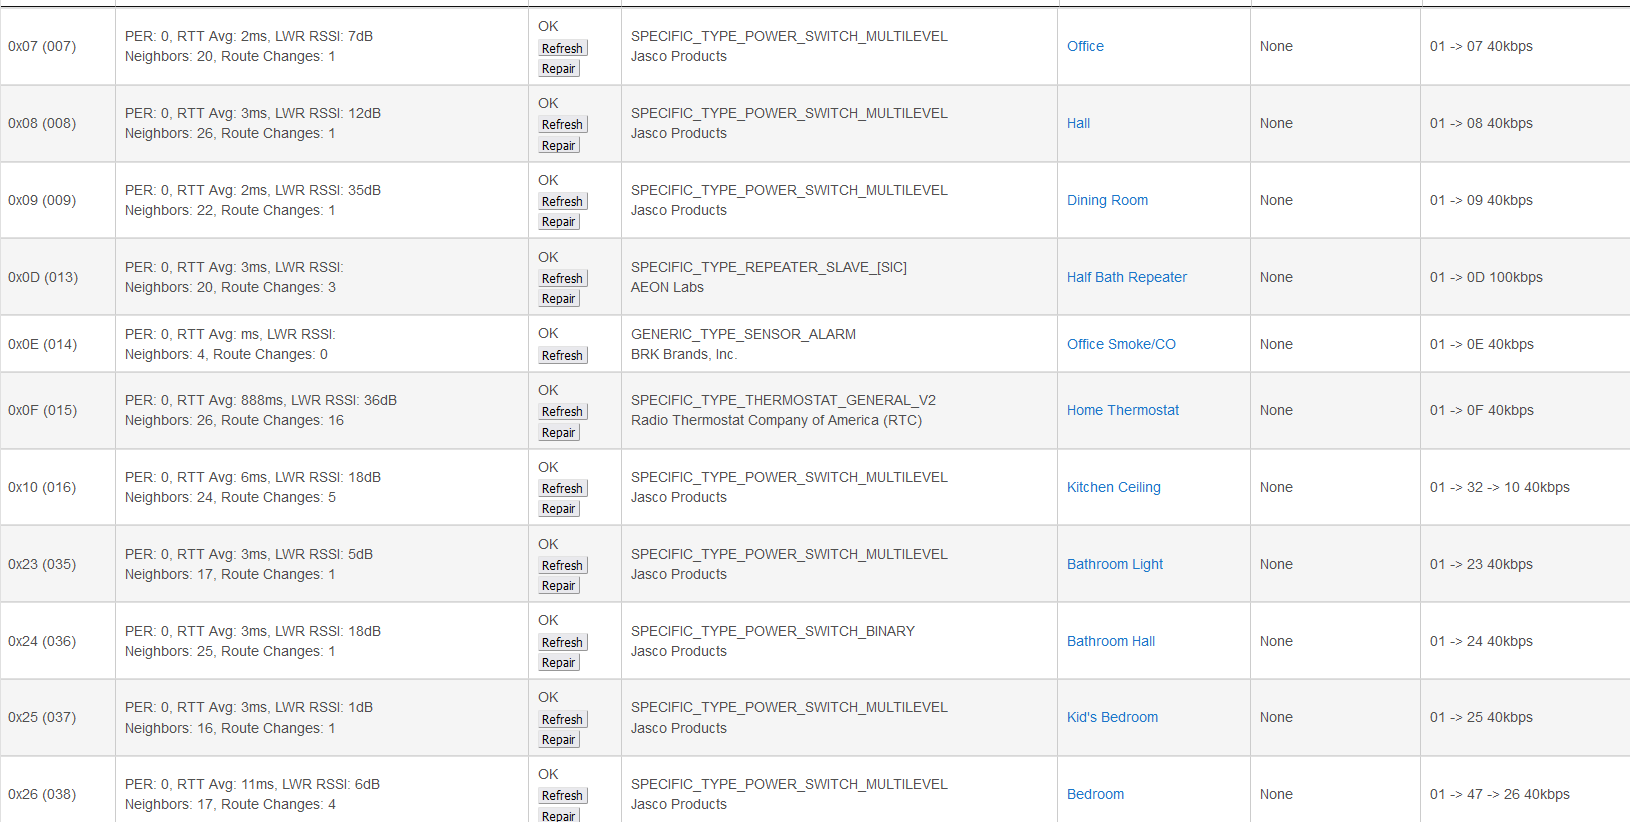 0x07 (007)
PER: 0, RTT Avg: 2ms, LWR RSSI: 7dB
Neighbors: 20, Route Changes: 1
OK
Refresh
Repair
SPECIFIC_TYPE_POWER_SWITCH_MULTILEVEL
Jasco Products
Office
None
01 -> 07 40kbps
0x08 (008)
PER: 0, RTT Avg: 3ms, LWR RSSI: 12dB
Neighbors: 26, Route Changes: 1
OK
Refresh
Repair
SPECIFIC_TYPE_POWER_SWITCH_MULTILEVEL
Jasco Products
Hall
None
01 -> 08 40kbps
0x09 (009)
PER: 0, RTT Avg: 2ms, LWR RSSI: 35dB
Neighbors: 22, Route Changes: 1
OK
Refresh
Repair
SPECIFIC_TYPE_POWER_SWITCH_MULTILEVEL
Jasco Products
Dining Room
None
01 -> 09 40kbps
0x0D (013)
PER: 0, RTT Avg: 3ms, LWR RSSI:
Neighbors: 20, Route Changes: 3
OK
Refresh
Repair
SPECIFIC_TYPE_REPEATER_SLAVE_[SIC]
AEON Labs
Half Bath Repeater
None
01 -> 0D 100kbps
0x0E (014)
PER: 0, RTT Avg: ms, LWR RSSI:
Neighbors: 4, Route Changes: 0
OK
Refresh
GENERIC_TYPE_SENSOR_ALARM
BRK Brands, Inc.
Office Smoke/CO
None
01 -> 0E 40kbps
0x0F (015)
PER: 0, RTT Avg: 888ms, LWR RSSI: 36dB
Neighbors: 26, Route Changes: 16
OK
Refresh
Repair
SPECIFIC_TYPE_THERMOSTAT_GENERAL_V2
Radio Thermostat Company of America (RTC)
Home Thermostat
None
01 -> 0F 40kbps
0x10 (016)
PER: 0, RTT Avg: 6ms, LWR RSSI: 18dB
Neighbors: 24, Route Changes: 5
OK
Refresh
Repair
SPECIFIC_TYPE_POWER_SWITCH_MULTILEVEL
Jasco Products
Kitchen Ceiling
None
01 -> 32 -> 10 40kbps
0x23 (035)
PER: 0, RTT Avg: 3ms, LWR RSSI: 5dB
Neighbors: 17, Route Changes: 1
OK
Refresh
Repair
SPECIFIC_TYPE_POWER_SWITCH_MULTILEVEL
Jasco Products
Bathroom Light
None
01 -> 23 40kbps
0x24 (036)
PER: 0, RTT Avg: 3ms, LWR RSSI: 18dB
Neighbors: 25, Route Changes: 1
OK
Refresh
Repair
SPECIFIC_TYPE_POWER_SWITCH_BINARY
Jasco Products
Bathroom Hall
None
01 -> 24 40kbps
0x25 (037)
PER: 0, RTT Avg: 3ms, LWR RSSI: 1dB
Neighbors: 16, Route Changes: 1
OK
Refresh
Repair
SPECIFIC_TYPE_POWER_SWITCH_MULTILEVEL
Jasco Products
Kid's Bedroom
None
01 -> 25 40kbps
0x26 (038)
PER: 0, RTT Avg: 11ms, LWR RSSI: 6dB
Neighbors: 17, Route Changes: 4
OK
Refresh
Repair
SPECIFIC_TYPE_POWER_SWITCH_MULTILEVEL
Jasco Products
Bedroom
None
01 -> 47 -> 26 40kbps